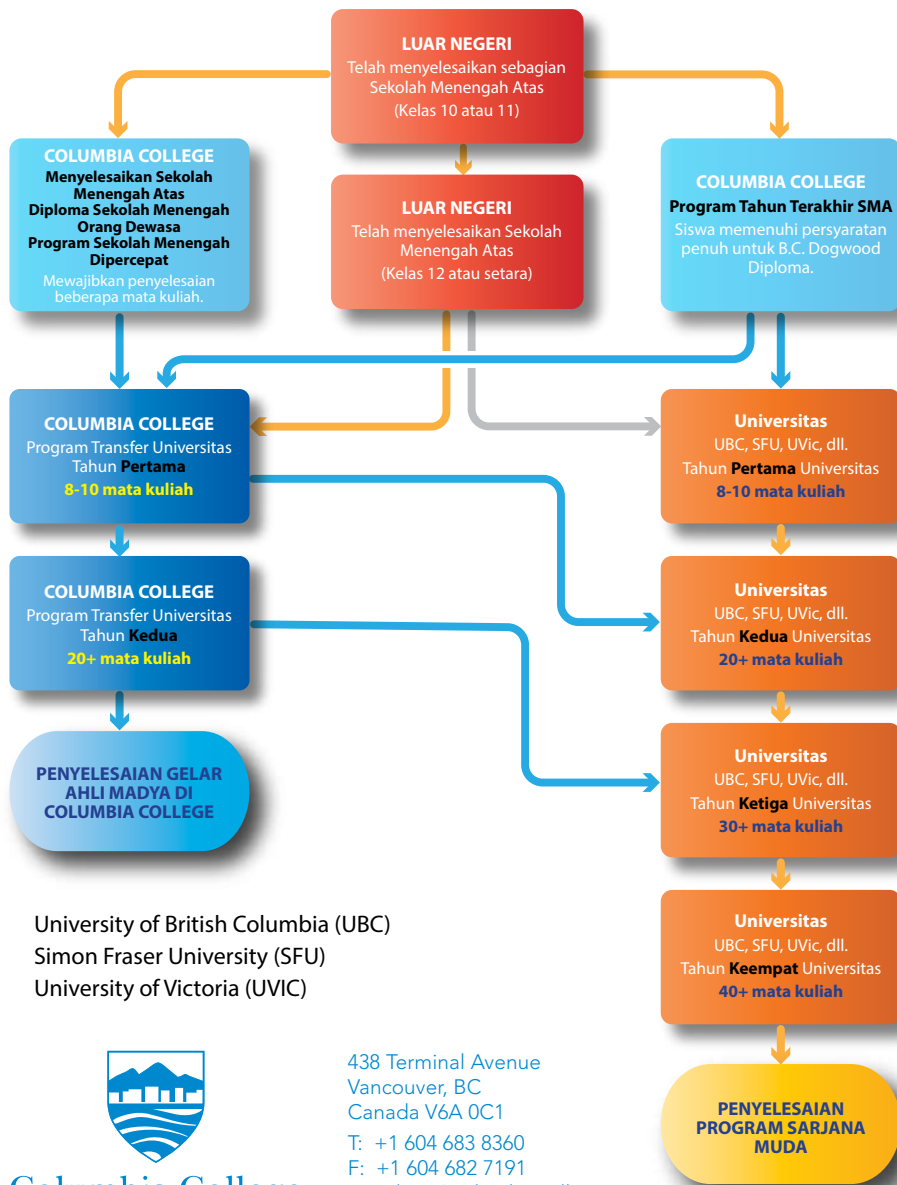 LUAR NEGERI
Telah menyelesaikan sebagian
Sekolah Menengah Atas
(Kelas 10 atau 11)
COLUMBIA COLLEGE
Menyelesaikan Sekolah
Menengah Atas
Diploma Sekolah Menengah
Orang Dewasa
Program Sekolah Menengah
Dipercepat
Mewajibkan penyelesaian
beberapa mata kuliah.
LUAR NEGERI
Telah menyelesaikan Sekolah
Menengah Atas
(Kelas 12 atau setara)
COLUMBIA COLLEGE
Program Tahun Terakhir SMA
Siswa memenuhi persyaratan
penuh untuk B.C. Dogwood
Diploma.
COLUMBIA COLLEGE
Program Transfer Universitas
Tahun Pertama
8-10 mata kuliah
Universitas
UBC, SFU, UVic, dll.
Tahun Pertama Universitas
8-10 mata kuliah
COLUMBIA COLLEGE
Program Transfer Universitas
Tahun Kedua
20+ mata kuliah
Universitas
UBC, SFU, UVic, dll.
Tahun Kedua Universitas
20+ mata kuliah
PENYELESAIAN GELAR
AHLI MADYA DI
COLUMBIA COLLEGE
Universitas
UBC, SFU, UVic, dll.
Tahun Ketiga Universitas
30+ mata kuliah
Universitas
UBC, SFU, UVic, dll.
Tahun Keempat Universitas
40+ mata kuliah
PENYELESAIAN
PROGRAM SARJANA
MUDA
University of British Columbia (UBC)
Simon Fraser University (SFU)
University of Victoria (UVIC)
Columbia College
438 Terminal Avenue
Vancouver, BC
Canada V6A 0C1
T: +1 604 683 8360
F: +1 604 682 7191